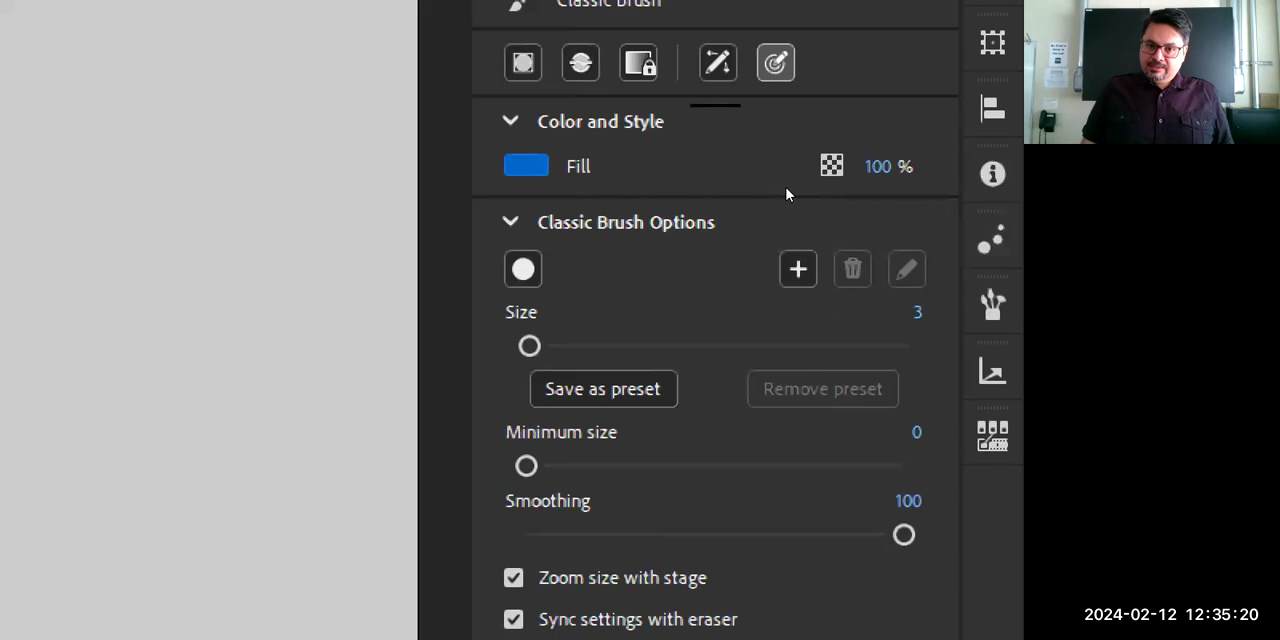 Classic Brush
Color and Style
Fill
100 %
Classic Brush Options
Size
3
Save as preset
Remove preset
Minimum size
0
Smoothing
100
Zoom size with stage
Sync settings with eraser
2024-02-12 12:35:20